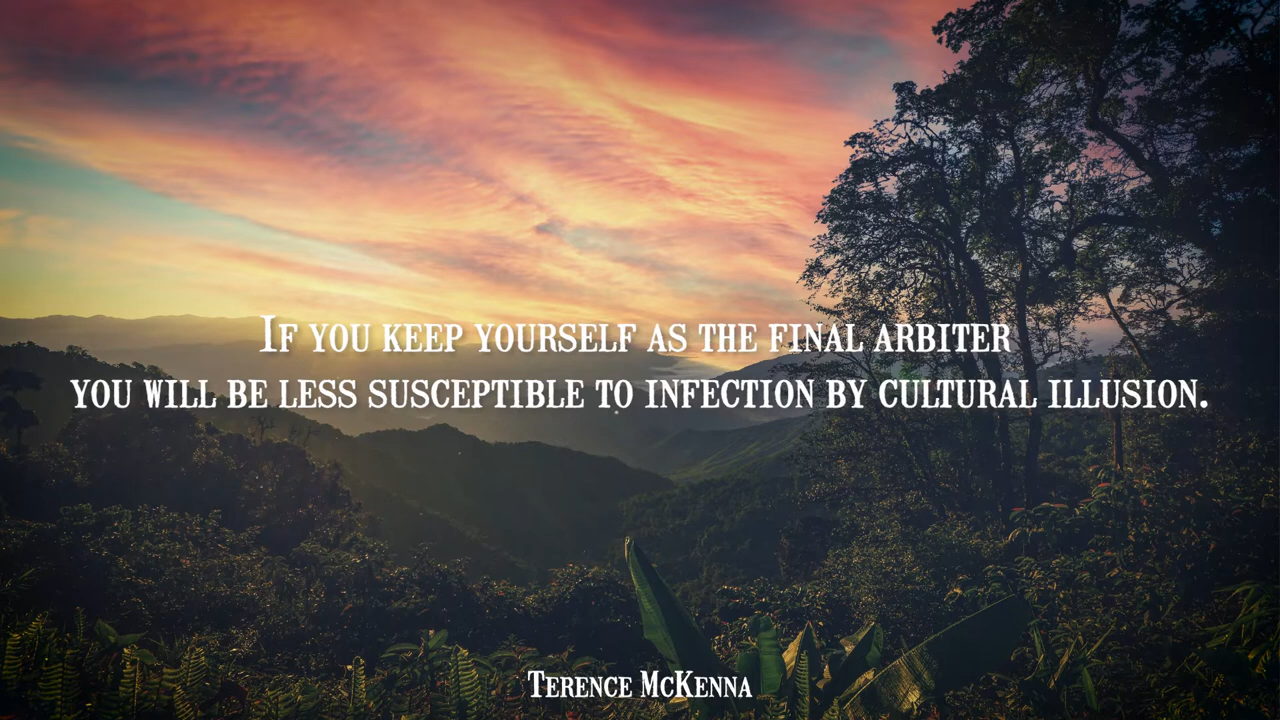 If you keep yourself as the final arbiter
you will be less susceptible to infection by cultural illusion.
Terence McKenna